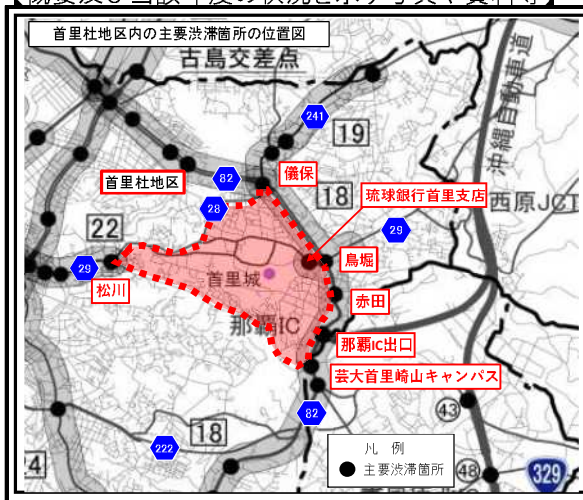 首里杜地区内の主要渋滞箇所の位置図
古島交差点
241
19
沖縄自動車道
儀保
82
首里杜地区
18
琉球銀行首里支店
28
西原JCT
22
29
鳥堀
29
首里城
松川
赤田
那覇IC
那覇IC出口
芸大首里崎山キャンパス
82
43
18
222
凡 例
主要渋滞箇所
24
48
329